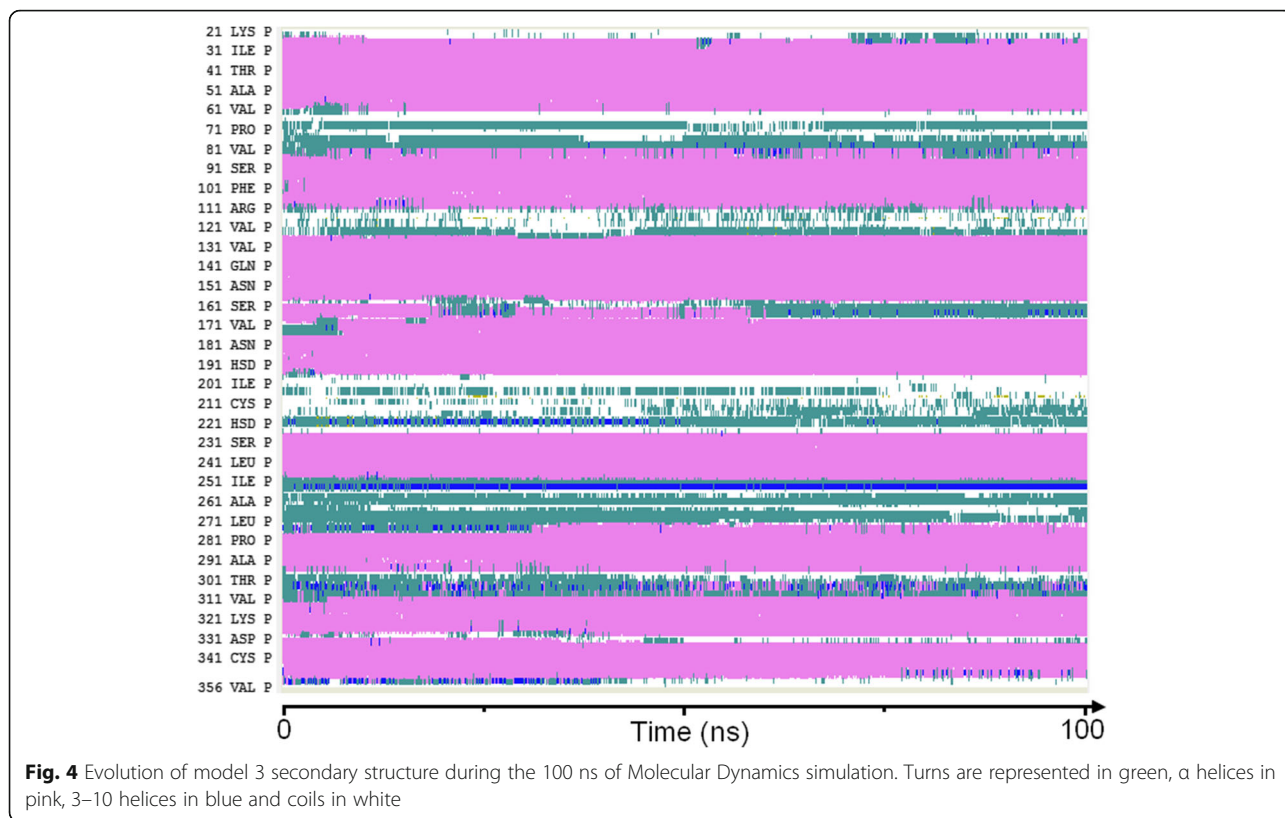 21 LYS P
31 ILE P
41 THR P
51 ALA P
61 VAL P
71 PRO P
81 VAL P
91 SER P
101 PHE P
111 ARG P
121 VAL P
131 VAL P
141 GLN P
151 ASN P
161 SER P
171 VAL P
181 ASN P
191 HSD P
201 ILE P
211 CYS P
221 HSD P
231 SER P
241 LEU P
251 ILE P
261 ALA P
271 LEU P
281 PRO P
291 ALA P
301 THR P
311 VAL P
321 LYS P
331 ASP P
341 CYS P
356 VAL P
0
Time (ns)
100
Fig. 4 Evolution of model 3 secondary structure during the 100 ns of Molecular Dynamics simulation. Turns are represented in green, α helices in
pink, 3–10 helices in blue and coils in white